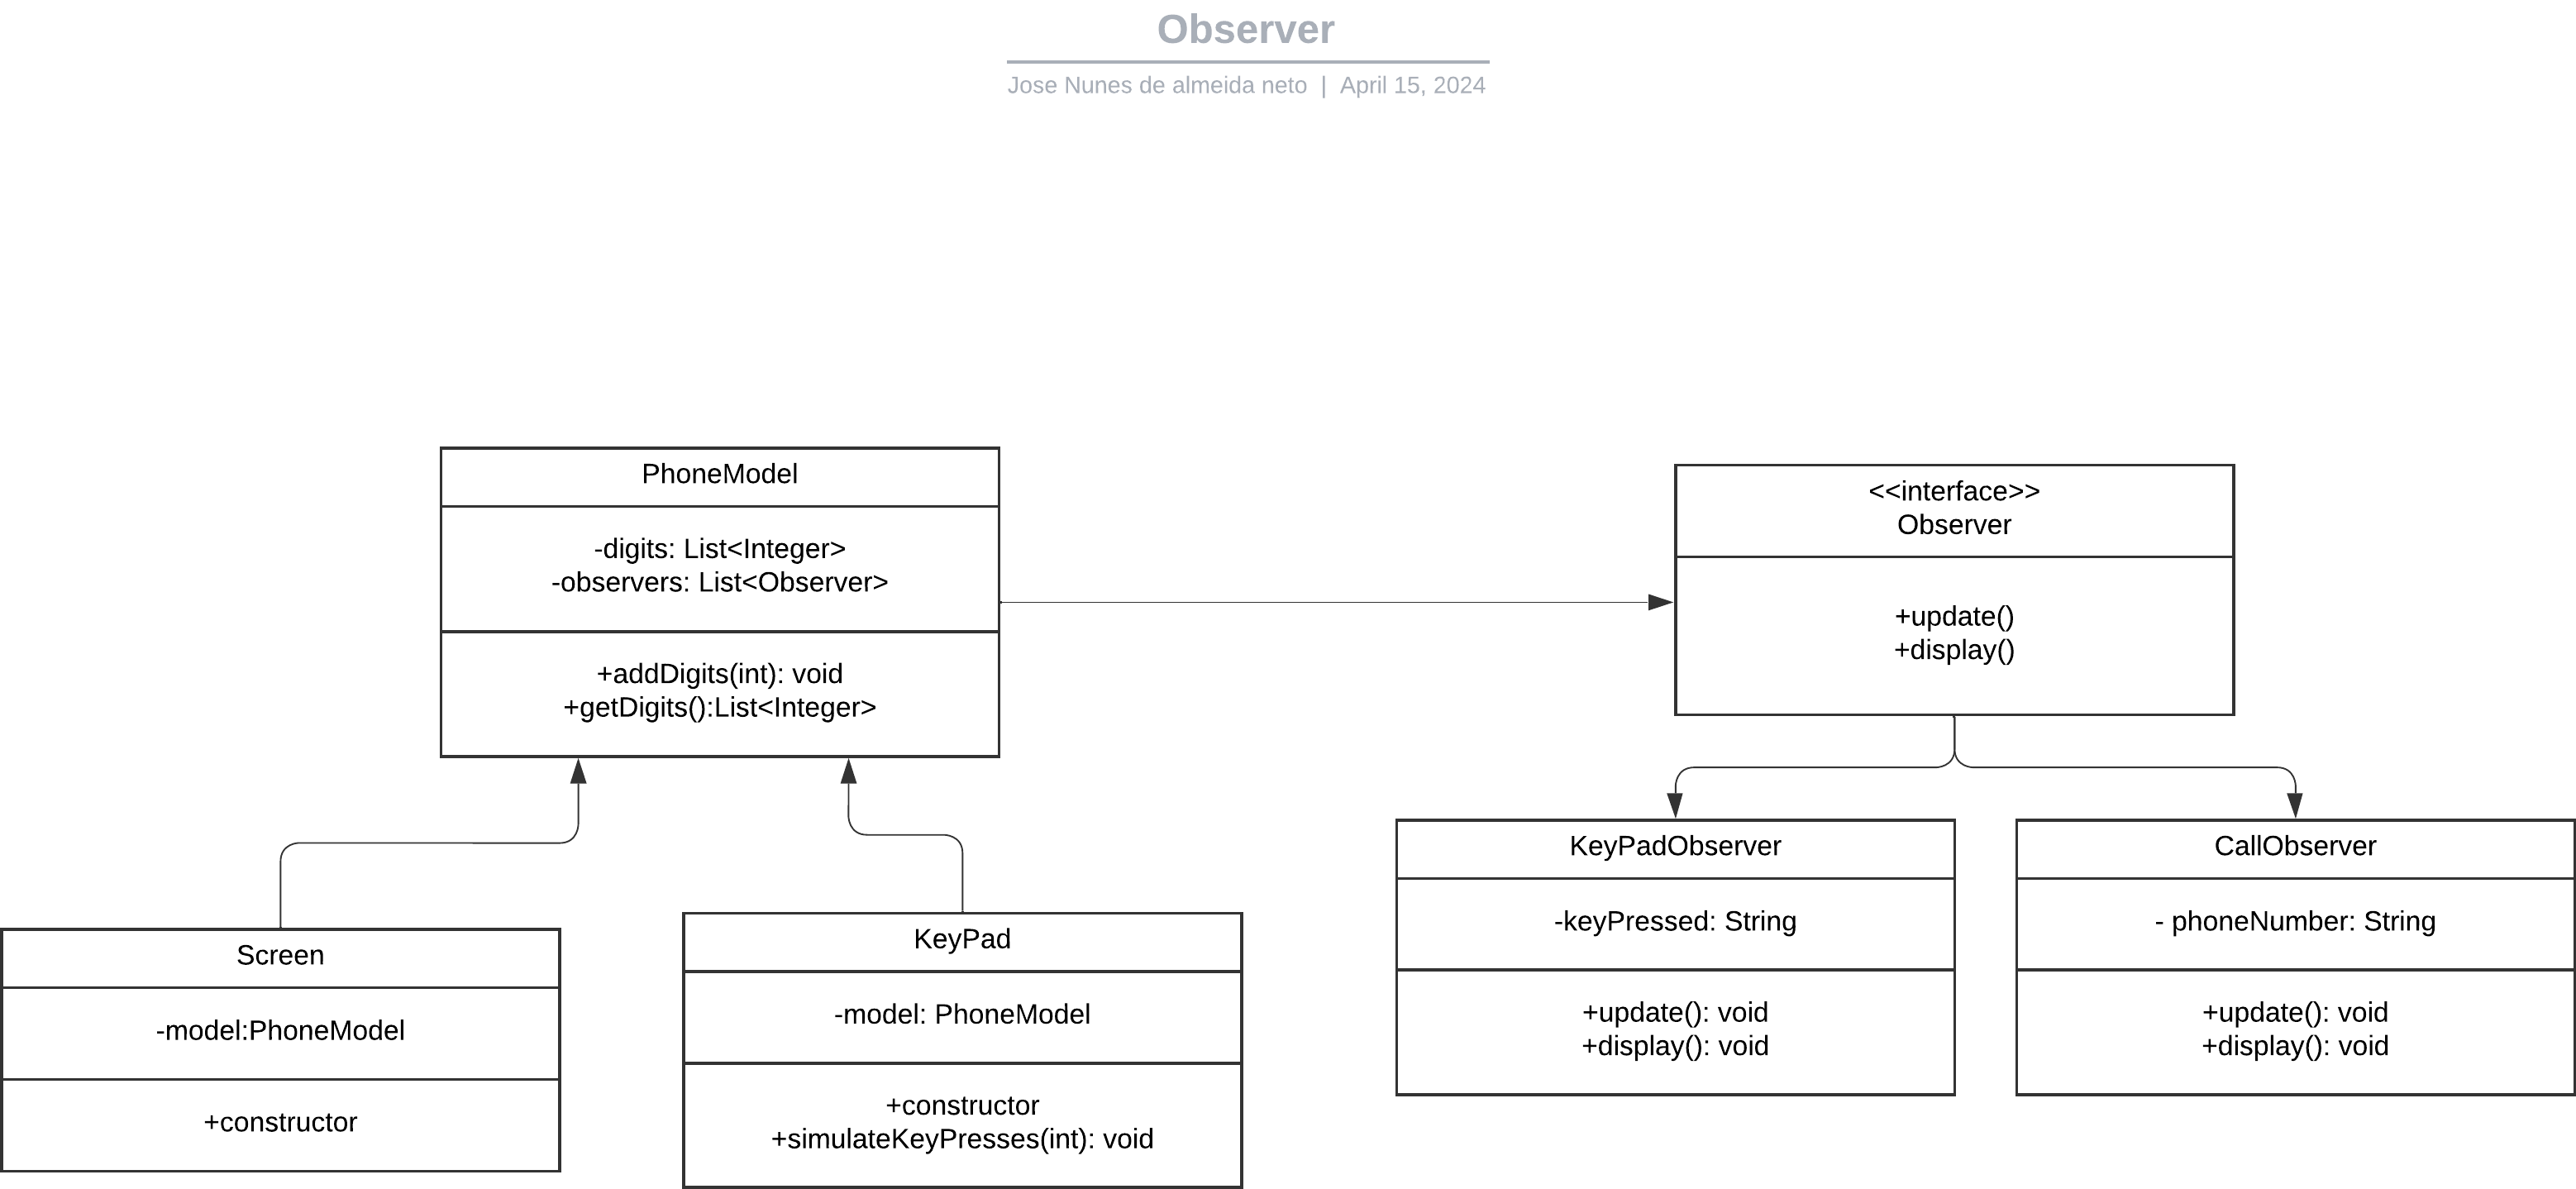 Observer
Jose Nunes de almeida neto | April 15, 2024
PhoneModel
-digits: List<Integer>
-observers: List<Observer>
+addDigits(int): void
+getDigits():List<Integer>
<<interface>>
Observer
+update()
+display()
Screen
-model:PhoneModel
+constructor
KeyPad
-model: PhoneModel
+constructor
+simulateKeyPresses(int): void
KeyPadObserver
-keyPressed: String
+update(): void
+display(): void
CallObserver
- phoneNumber: String
+update(): void
+display(): void